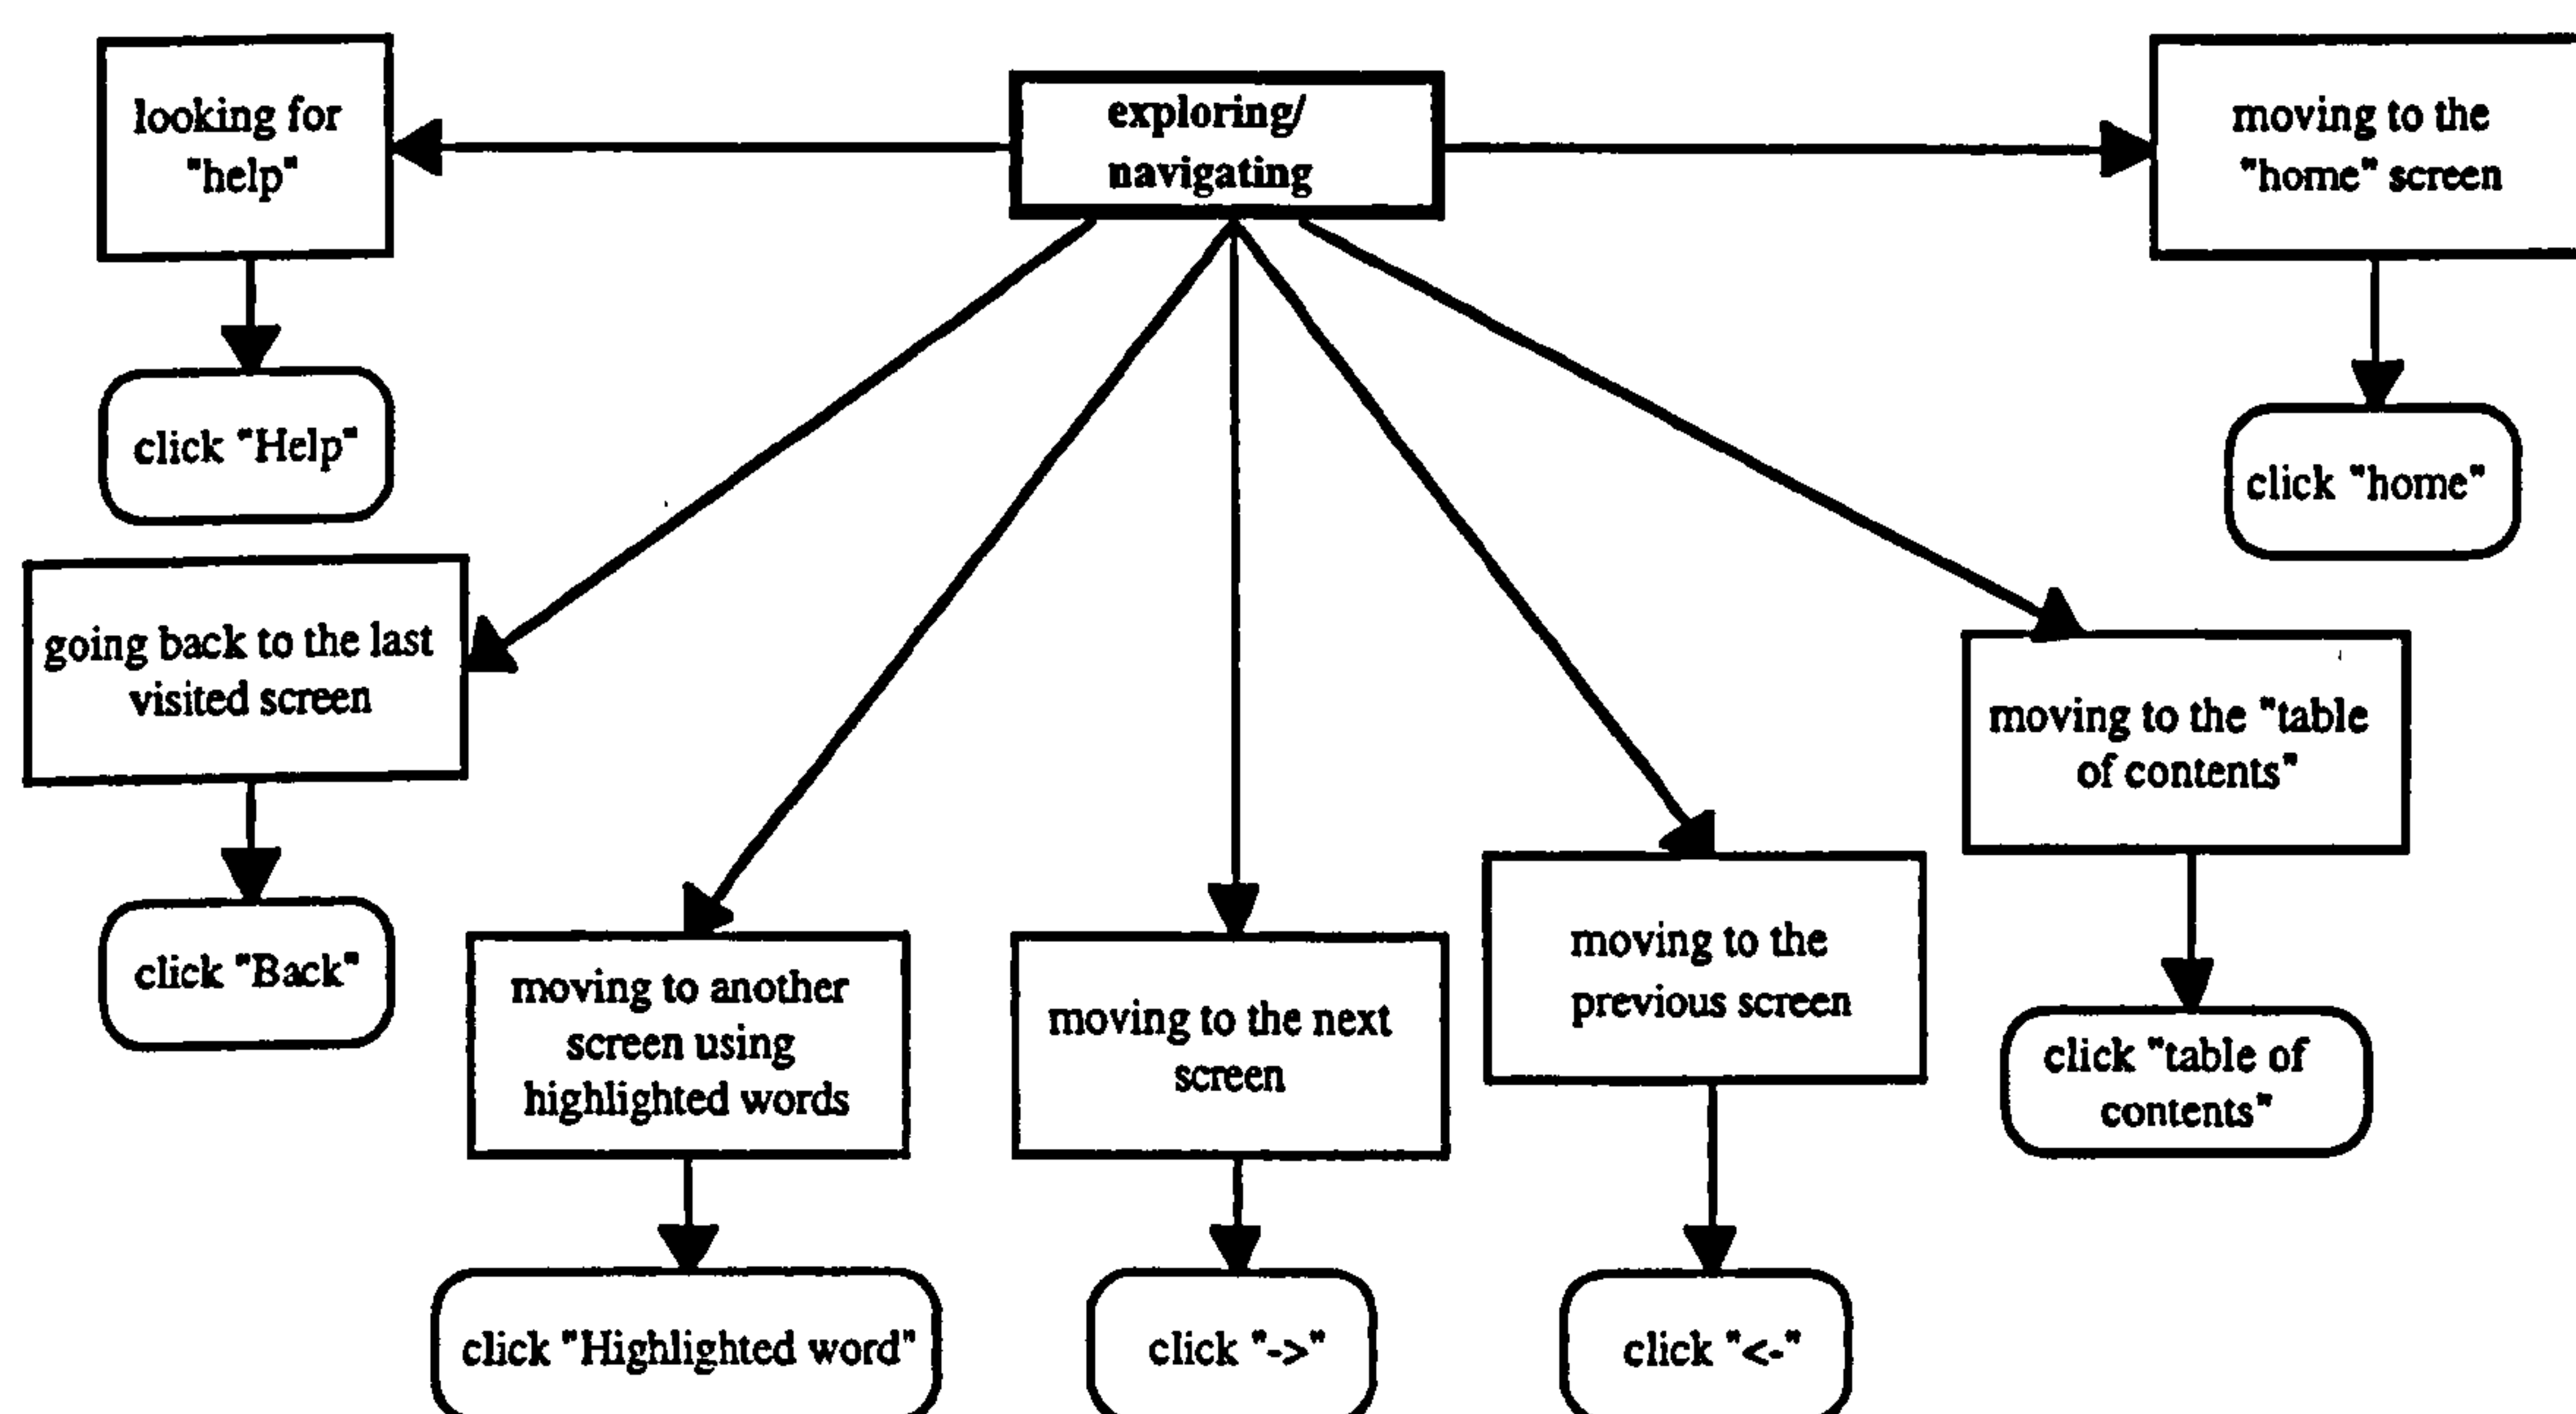 looking for
"help"
exploring/
navigating
moving to the
"home" screen
click "Help"
click "home"
going back to the last
visited screen
moving to the "table
of contents"
click "Back"
moving to another
screen using
highlighted words
moving to the next
screen
moving to the
previous screen
click "table of
contents"
click "Highlighted word"
click "->"
click "<-"